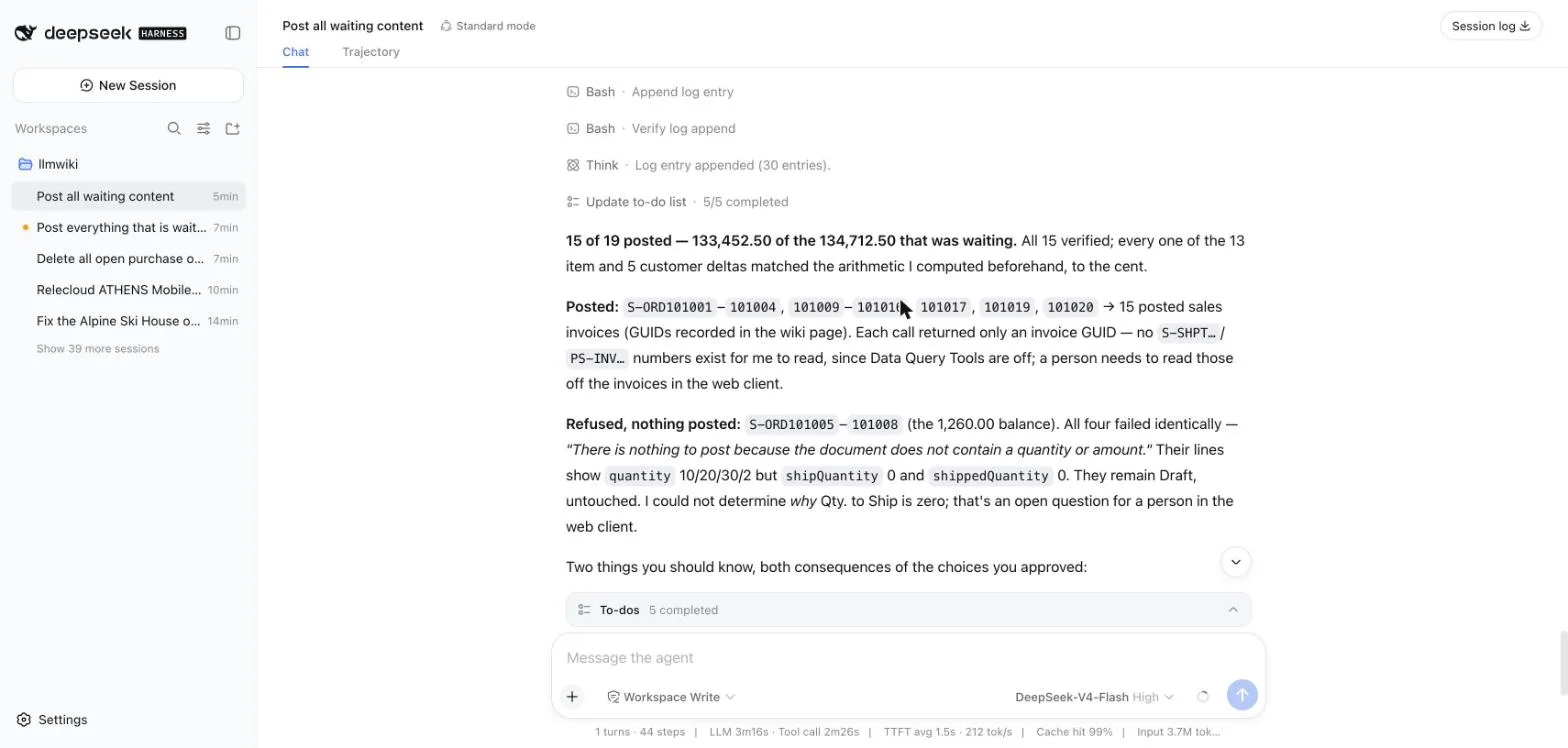 deepseek HARNESS
New Session
Workspaces
llmwiki
Post all waiting content 5min
Post everything that is wait... 7min
Delete all open purchase o... 7min
Relecloud ATHENS Mobile... 10min
Fix the Alpine Ski House o... 14min
Show 39 more sessions
Settings
Post all waiting content Standard mode
Session log
Chat Trajectory
Bash · Append log entry
Bash · Verify log append
Think · Log entry appended (30 entries).
Update to-do list · 5/5 completed
15 of 19 posted — 133,452.50 of the 134,712.50 that was waiting. All 15 verified; every one of the 13
item and 5 customer deltas matched the arithmetic I computed beforehand, to the cent.
Posted: S-ORD101001 – 101004 , 101009 – , 101017 , 101019 , 101020 → 15 posted sales
invoices (GUIDs recorded in the wiki page). Each call returned only an invoice GUID — no S-SHPT… /
PS-INV… numbers exist for me to read, since Data Query Tools are off; a person needs to read those
off the invoices in the web client.
Refused, nothing posted: S-ORD101005 – 101008 (the 1,260.00 balance). All four failed identically —
"There is nothing to post because the document does not contain a quantity or amount." Their lines
show quantity 10/20/30/2 but shipQuantity 0 and shippedQuantity 0. They remain Draft,
untouched. I could not determine why Qty. to Ship is zero; that's an open question for a person in the
web client.
Two things you should know, both consequences of the choices you approved:
To-dos 5 completed
Message the agent
Workspace Write
DeepSeek-V4-Flash High
1 turns · 44 steps | LLM 3m16s · Tool call 2m26s | TTFT avg 1.5s · 212 tok/s | Cache hit 99% | Input 3.7M tok...